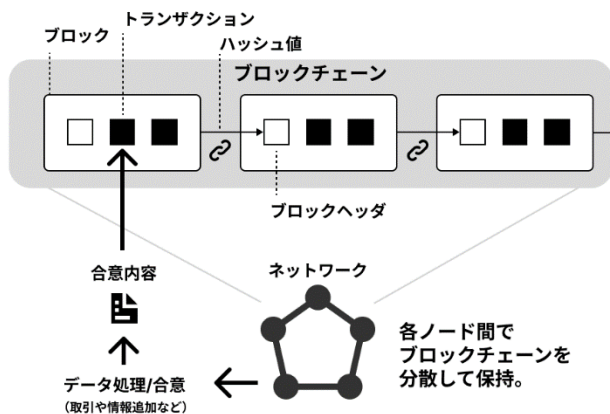 トランザクション
ブロック
ハッシュ値
ブロックチェーン
ブロックヘッダ
合意内容
ネットワーク
各ノード間で
ブロックチェーンを
分散して保持。
データ処理/合意
（取引や情報追加など）